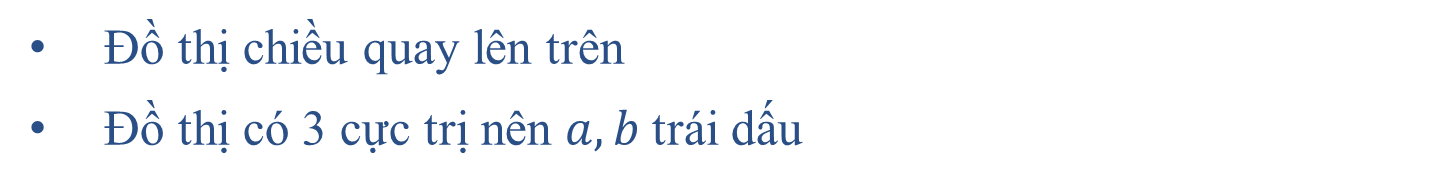 • Đồ thị chiều quay lên trên
• Đồ thị có 3 cực trị nên a, b trái dấu